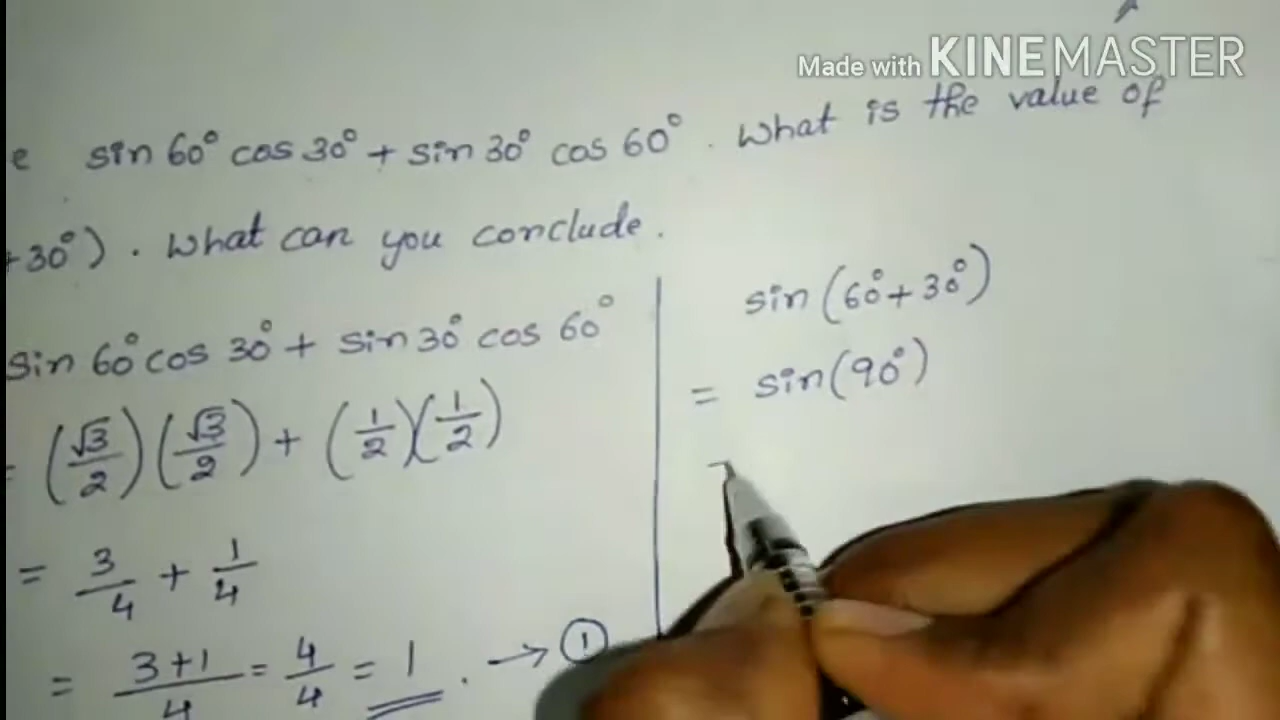 Made with KINEMASTER
e sin 60° cos 30° + sin 30° cos 60° . What is the value of
+30°) . What can you conclude .
sin 60° cos 30° + sin 30° cos 60°
= (√3/2)(√3/2) + (1/2)(1/2)
= 3/4 + 1/4
= 3+1/4 = 4/4 = 1 . → ①
sin (60° + 30°)
= sin (90°)